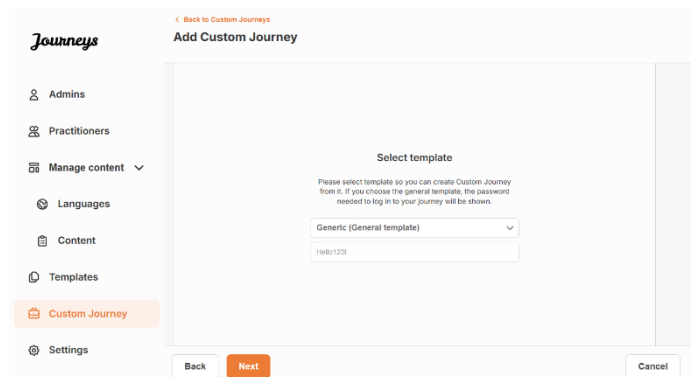 Journeys
Admins
Practitioners
Manage content
Languages
Content
Templates
Custom Journey
Settings
Back to Custom Journeys
Add Custom Journey
Select template
Please select template so you can create Custom Journey
from it. If you choose the general template, the password
needed to log in to your journey will be shown.
Generic (General template)
Back
Next
Cancel